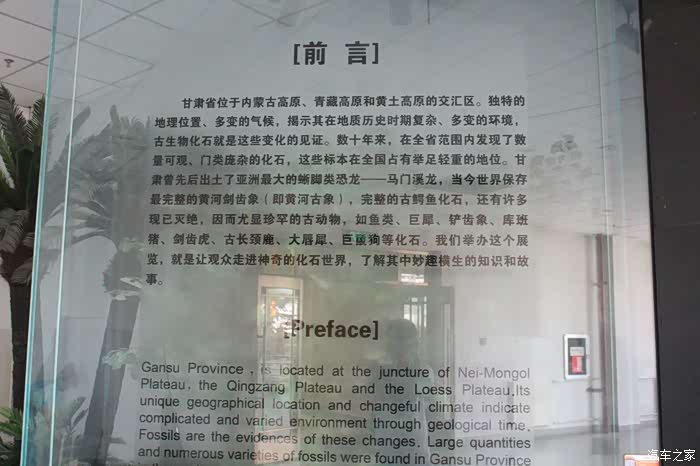 [前 言]
甘肃省位于内蒙古高原、青藏高原和黄土高原的交汇区。独特的
地理位置、多变的气候，揭示其在地质历史时期复杂、多变的环境，
古生物化石就是这些变化的见证。数十年来，在全省范围内发现了数
量可观、门类庞杂的化石，这些标本在全国占有举足轻重的地位。甘
肃曾先后出土了亚洲最大的蜥脚类恐龙——马门溪龙，当今世界保存
最完整的黄河剑齿象（即黄河古象），完整的古鳄鱼化石，还有许多
现已灭绝，因而尤显珍罕的古动物，如鱼类、巨犀、铲齿象、库班
猪、剑齿虎、古长颈鹿、大唇犀、巨鬣狗等化石。我们举办这个展
览，就是让观众走进神奇的化石世界，了解其中妙趣横生的知识和故
事。
[Preface]
Gansu Province , is located at the juncture of Nei-Mongol
Plateau, the Qingzang Plateau and the Loess Plateau.Its
unique geographical location and changeful climate indicate
complicated and varied environment through geological time.
Fossils are the evidences of these changes. Large quantities
and numerous varieties of fossils were found in Gansu Province
汽车之家